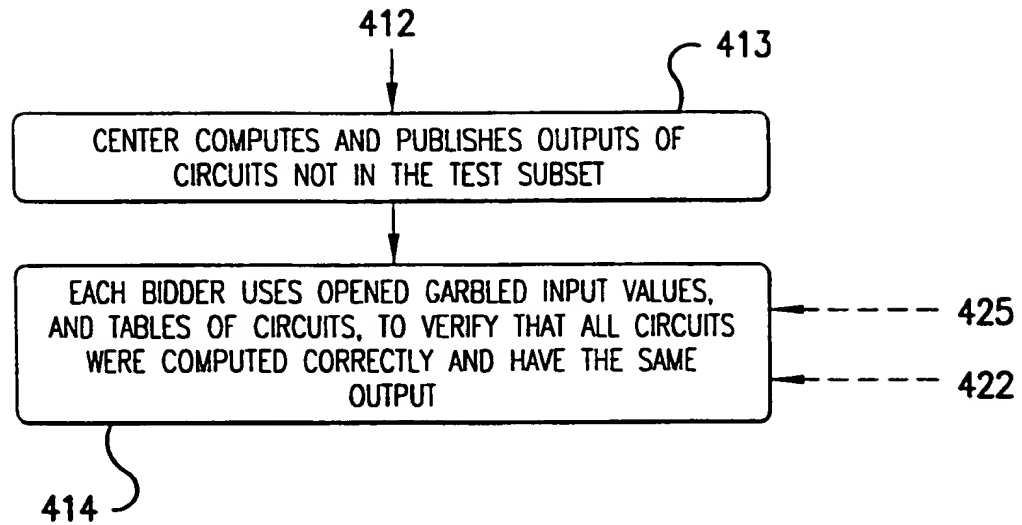 412
413
CENTER COMPUTES AND PUBLISHES OUTPUTS OF
CIRCUITS NOT IN THE TEST SUBSET
EACH BIDDER USES OPENED GARBLED INPUT VALUES,
AND TABLES OF CIRCUITS, TO VERIFY THAT ALL CIRCUITS
WERE COMPUTED CORRECTLY AND HAVE THE SAME
OUTPUT
425
422
414